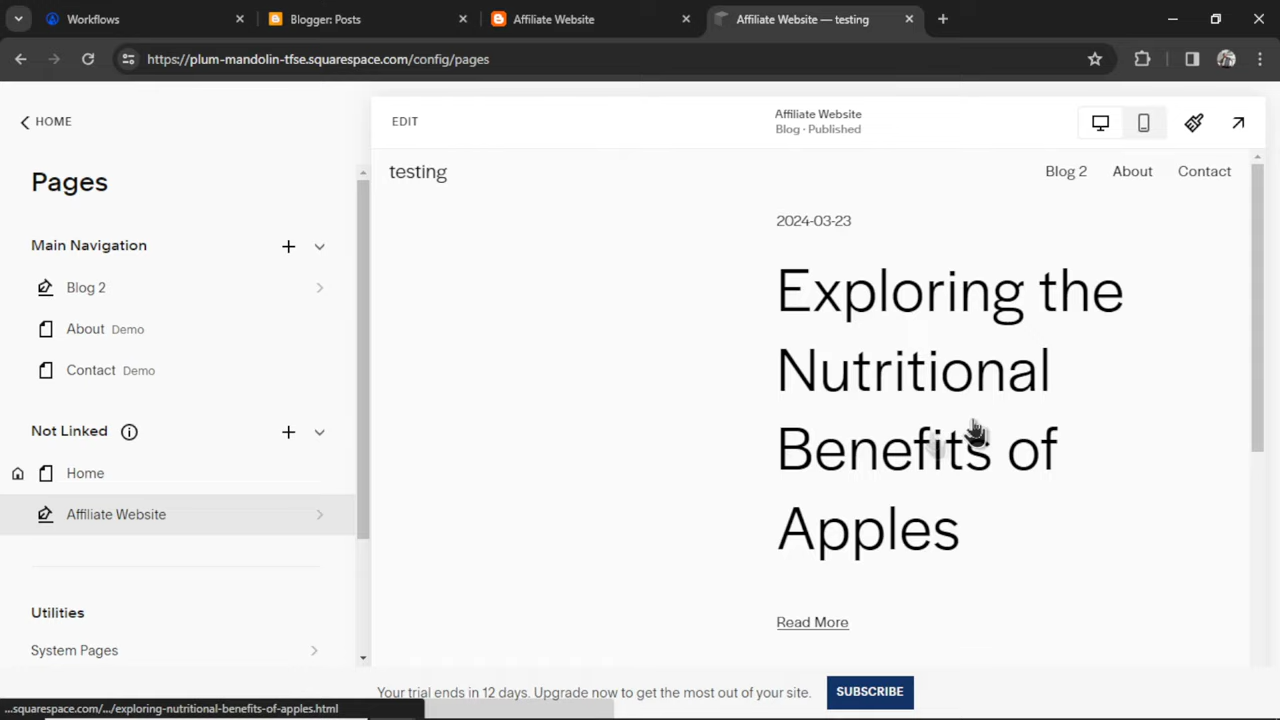 Workflows
Blogger: Posts
Affiliate Website
Affiliate Website — testing
https://plum-mandolin-tfse.squarespace.com/config/pages
HOME
EDIT
Affiliate Website
Blog · Published
Pages
testing
Blog 2
About
Contact
Main Navigation
2024-03-23
Blog 2
Exploring the
Nutritional
Benefits of
Apples
About Demo
Contact Demo
Not Linked
Home
Affiliate Website
Utilities
Read More
System Pages
Your trial ends in 12 days. Upgrade now to get the most out of your site.
SUBSCRIBE
...squarespace.com/.../exploring-nutritional-benefits-of-apples.html